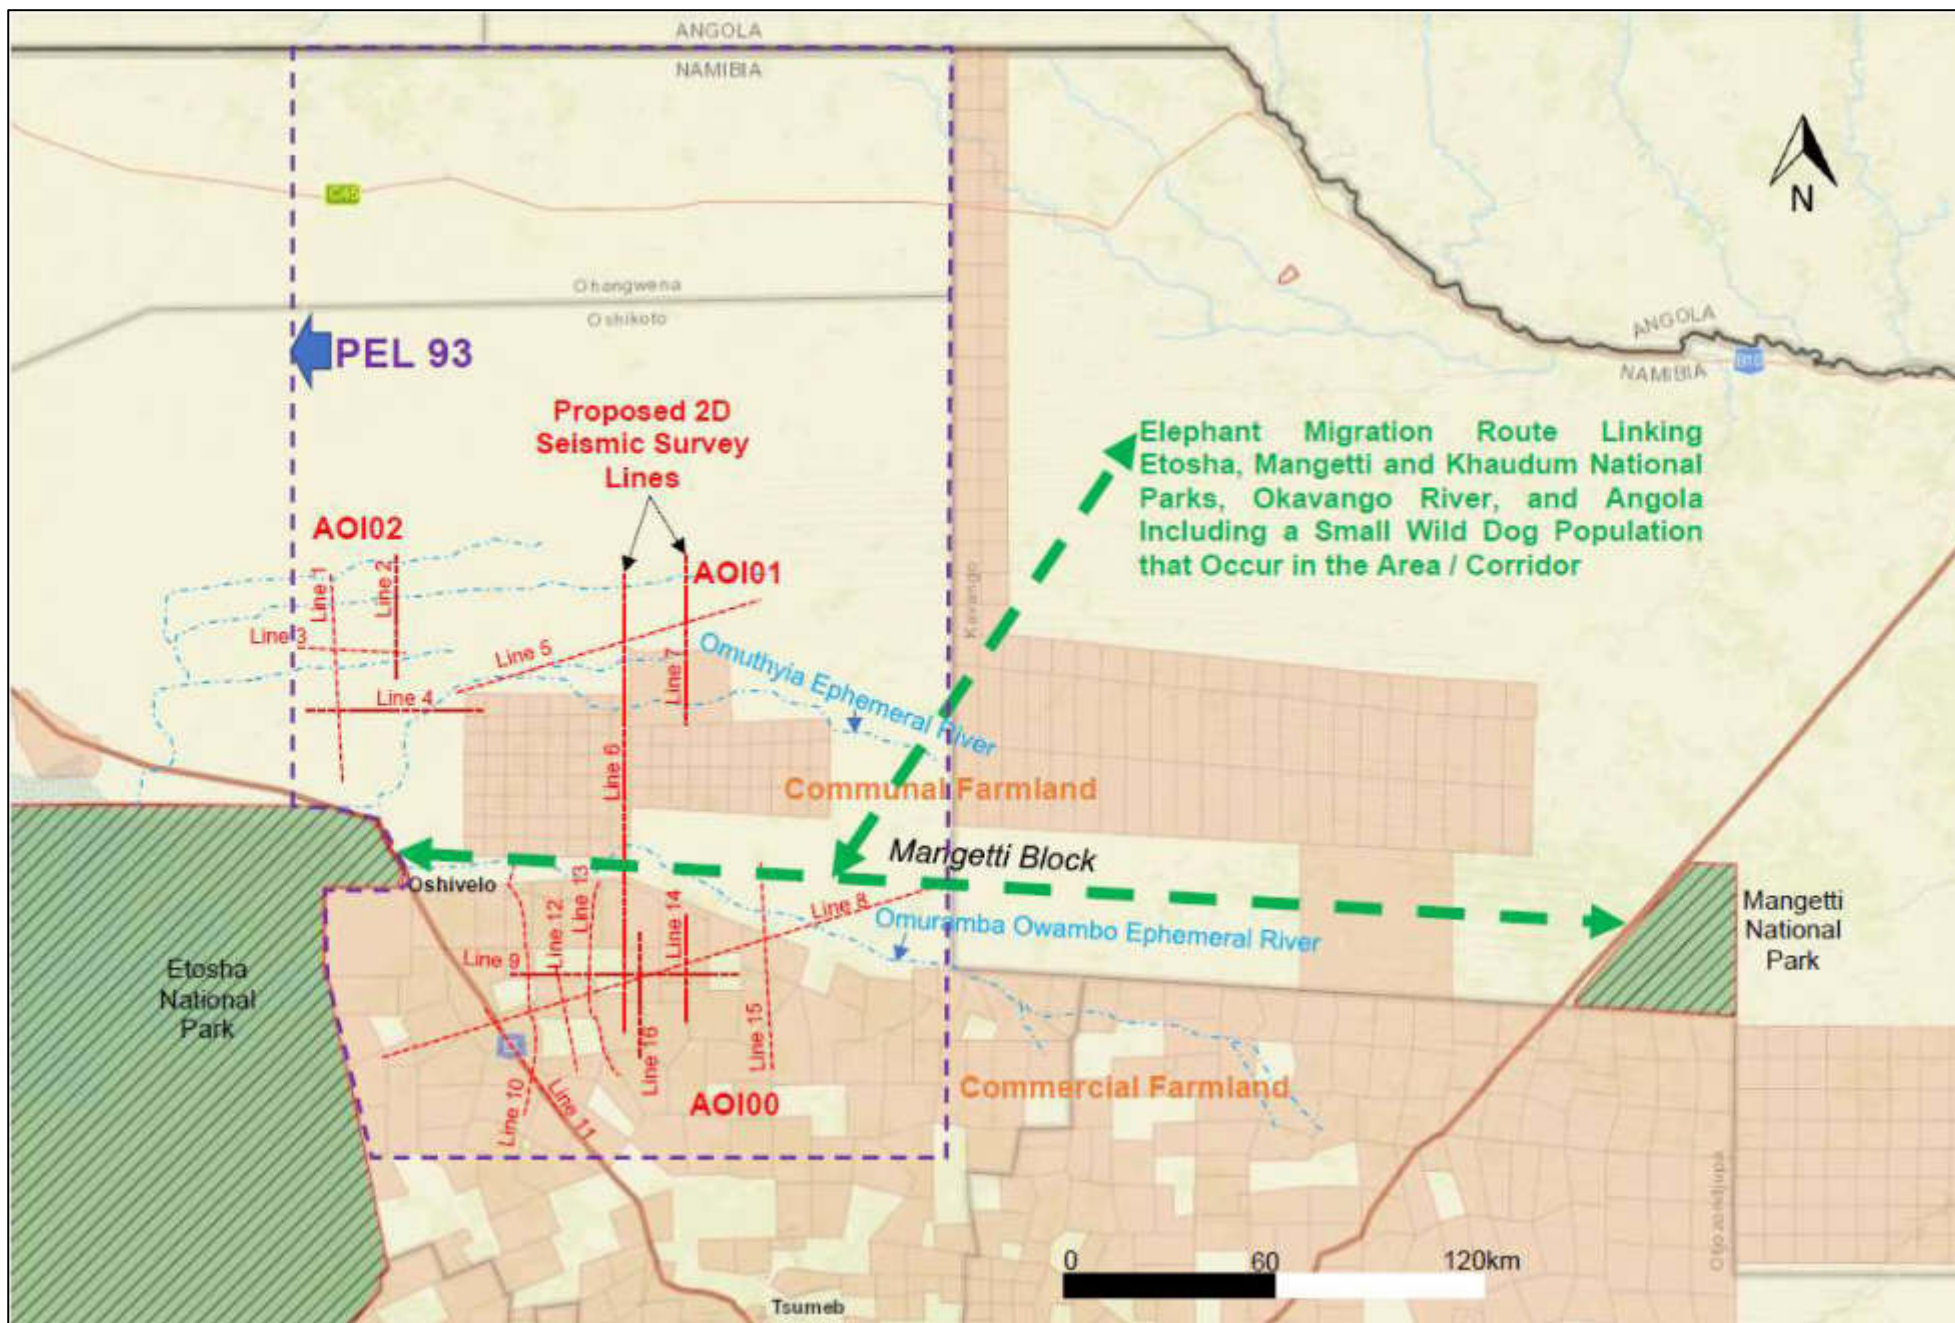 ANGOLA
NAMIBIA
C45
N
Ohangwena
Oshikoto
PEL 93
ANGOLA
NAMIBIA
B10
Proposed 2D
Seismic Survey
Lines
Elephant Migration Route Linking
Etosha, Mangetti and Khaudum National
Parks, Okavango River, and Angola
Including a Small Wild Dog Population
that Occur in the Area / Corridor
AOI02
AOI01
Line 1
Line 2
Line 3
Line 4
Line 5
Line 6
Line 7
Kavango
Omuthyia Ephemeral River
Communal Farmland
Mangetti Block
Oshivelo
Line 8
Line 9
Line 12
Line 13
Line 14
Omuramba Owambo Ephemeral River
Mangetti
National
Park
Etosha
National
Park
Line 10
Line 11
Line 16
Line 15
AOI00
Commercial Farmland
Otjozondjupa
0 60 120km
Tsumeb